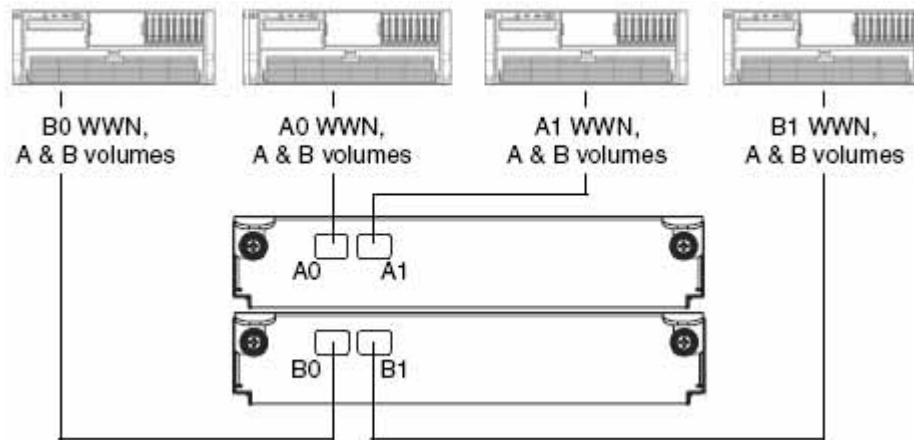 B0 WWN,
A & B volumes
A0 WWN,
A & B volumes
A1 WWN,
A & B volumes
B1 WWN,
A & B volumes
A0
A1
B0
B1